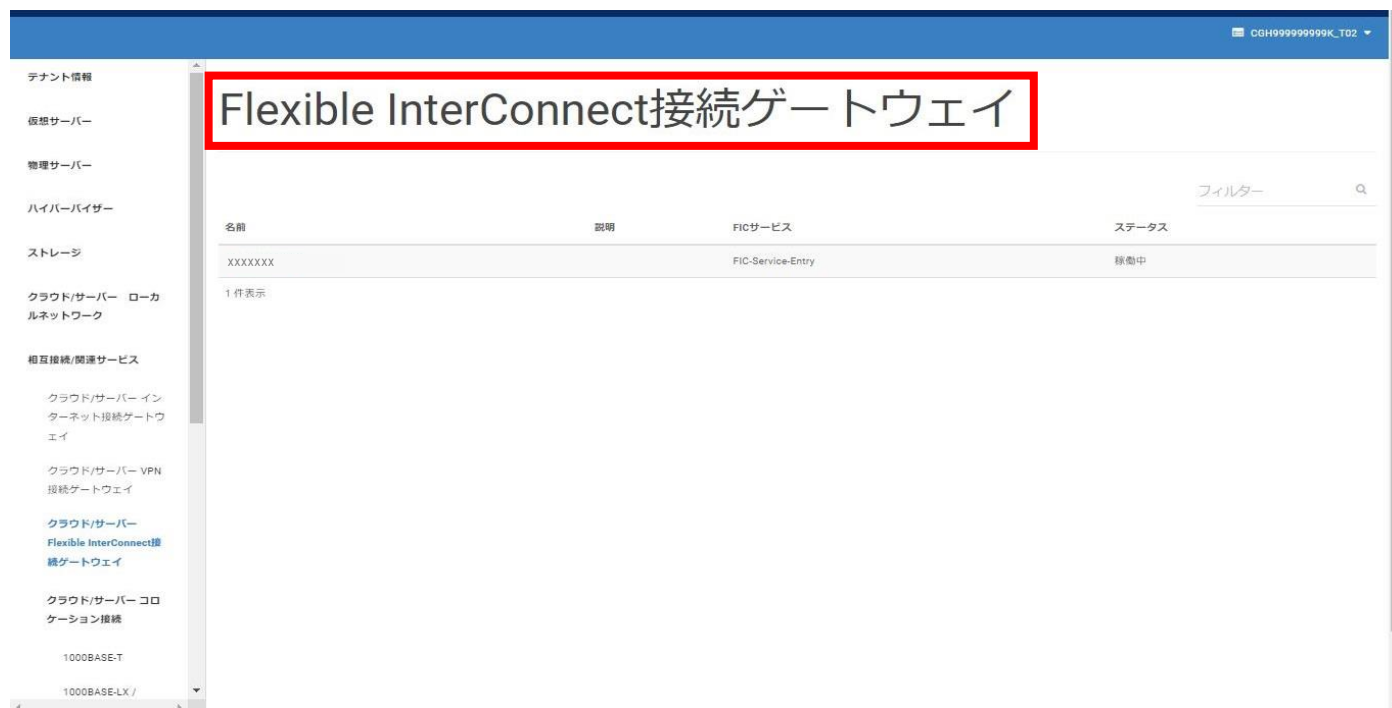 CGH999999999K_T02
テナント情報
仮想サーバー
物理サーバー
ハイパーバイザー
ストレージ
クラウド/サーバー ローカ
ルネットワーク
相互接続/関連サービス
クラウド/サーバー イン
ターネット接続ゲートウ
ェイ
クラウド/サーバー VPN
接続ゲートウェイ
クラウド/サーバー
Flexible InterConnect接
続ゲートウェイ
クラウド/サーバー コロ
ケーション接続
1000BASE-T
1000BASE-LX /
Flexible InterConnect接続ゲートウェイ
フィルター
名前 説明 FICサービス ステータス
XXXXXXX FIC-Service-Entry 稼働中
1 件表示